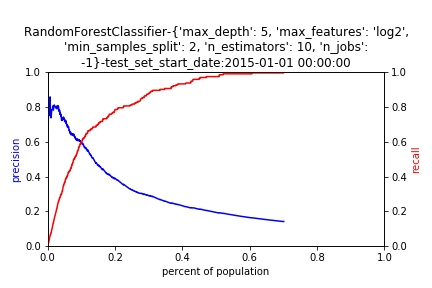 RandomForestClassifier-{'max_depth': 5, 'max_features': 'log2',
'min_samples_split': 2, 'n_estimators': 10, 'n_jobs':
-1}-test_set_start_date:2015-01-01 00:00:00
1.0 1.0
0.8 0.8
0.6 0.6
0.4 0.4
0.2 0.2
0.0 0.0
precision
recall
0.0 0.2 0.4 0.6 0.8 1.0
percent of population